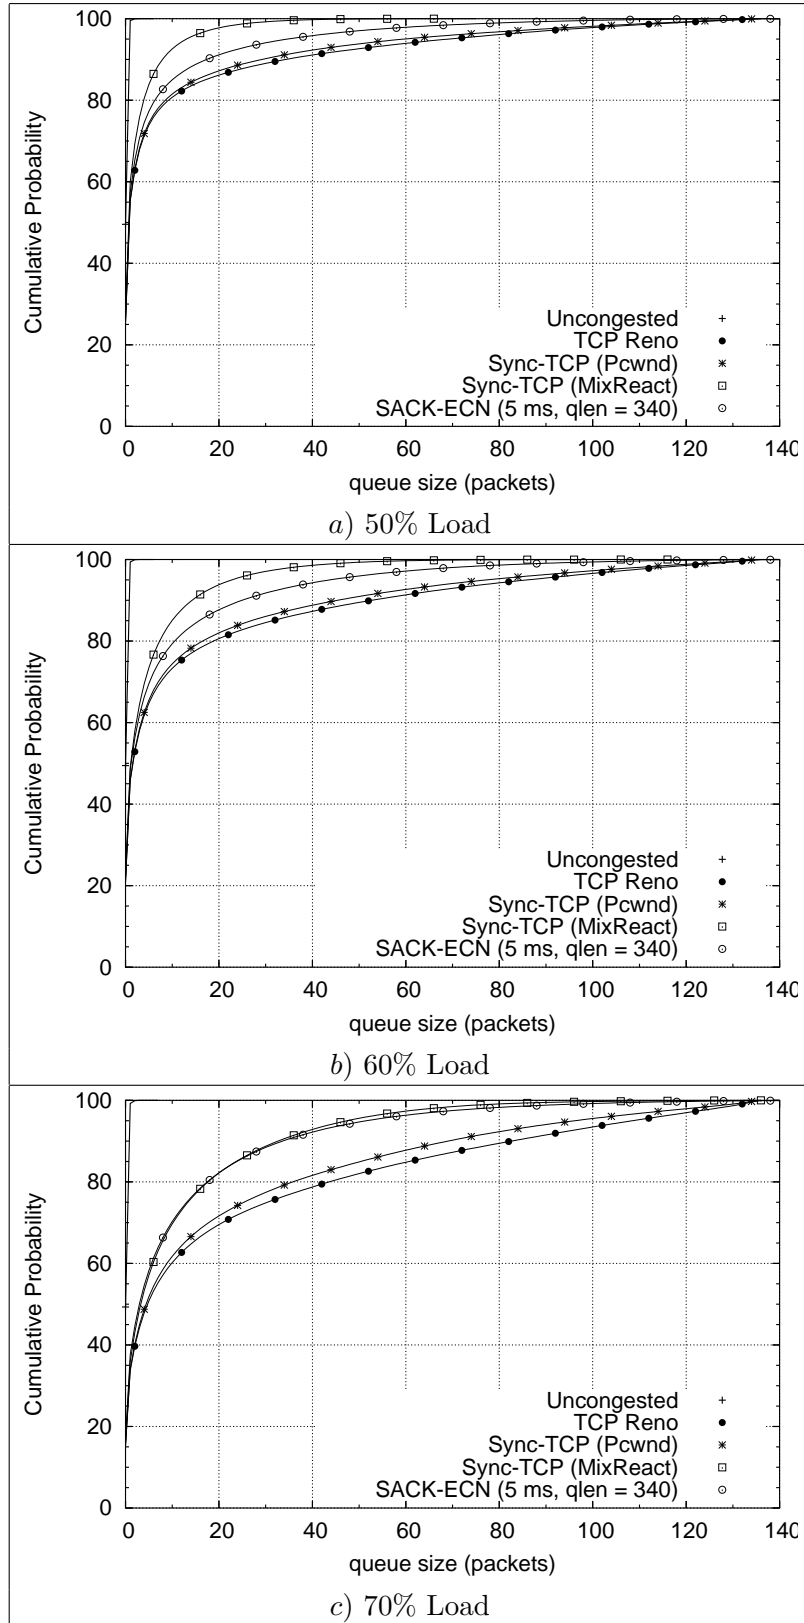 100
80
60
40
20
0
Cumulative Probability
Uncongested
TCP Reno
Sync-TCP (Pcwnd)
Sync-TCP (MixReact)
SACK-ECN (5 ms, qlen = 340)
0 20 40 60 80 100 120 140
queue size (packets)
a) 50% Load
100
80
60
40
20
0
Cumulative Probability
Uncongested
TCP Reno
Sync-TCP (Pcwnd)
Sync-TCP (MixReact)
SACK-ECN (5 ms, qlen = 340)
0 20 40 60 80 100 120 140
queue size (packets)
b) 60% Load
100
80
60
40
20
0
Cumulative Probability
Uncongested
TCP Reno
Sync-TCP (Pcwnd)
Sync-TCP (MixReact)
SACK-ECN (5 ms, qlen = 340)
0 20 40 60 80 100 120 140
queue size (packets)
c) 70% Load